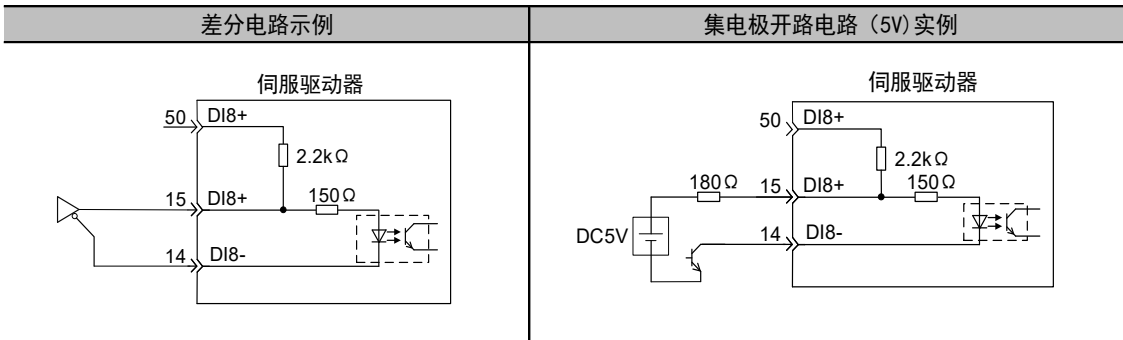 差分电路示例
集电极开路电路（5V)实例
伺服驱动器
50 DI8+
2.2kΩ
15 DI8+ 150Ω
14 DI8-
伺服驱动器
50 DI8+
2.2kΩ
180Ω 15 DI8+ 150Ω
DC5V
14 DI8-